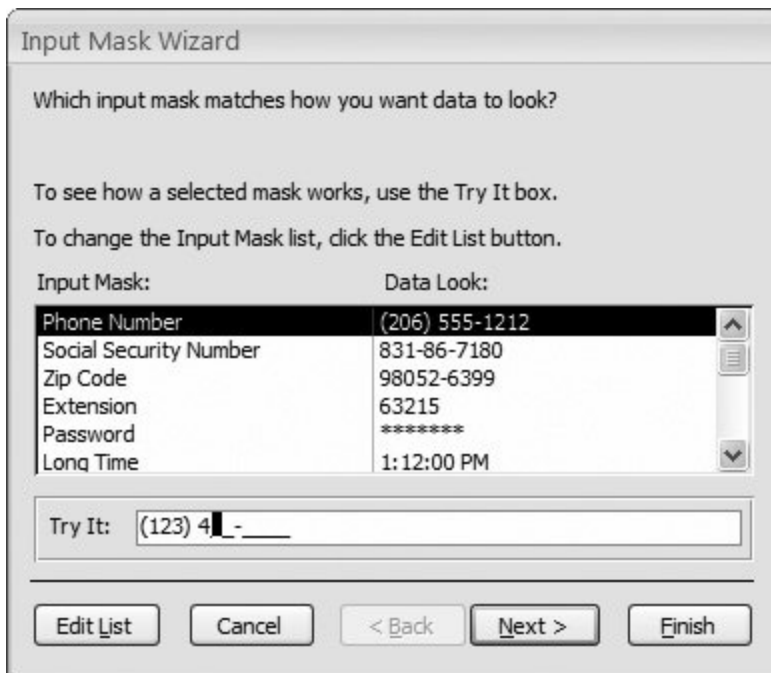 Input Mask Wizard
Which input mask matches how you want data to look?
To see how a selected mask works, use the Try It box.
To change the Input Mask list, click the Edit List button.
Input Mask: Data Look:
Phone Number (206) 555-1212
Social Security Number 831-86-7180
Zip Code 98052-6399
Extension 63215
Password *******
Long Time 1:12:00 PM
Try It: (123) 4__-____
Edit List Cancel < Back Next > Finish